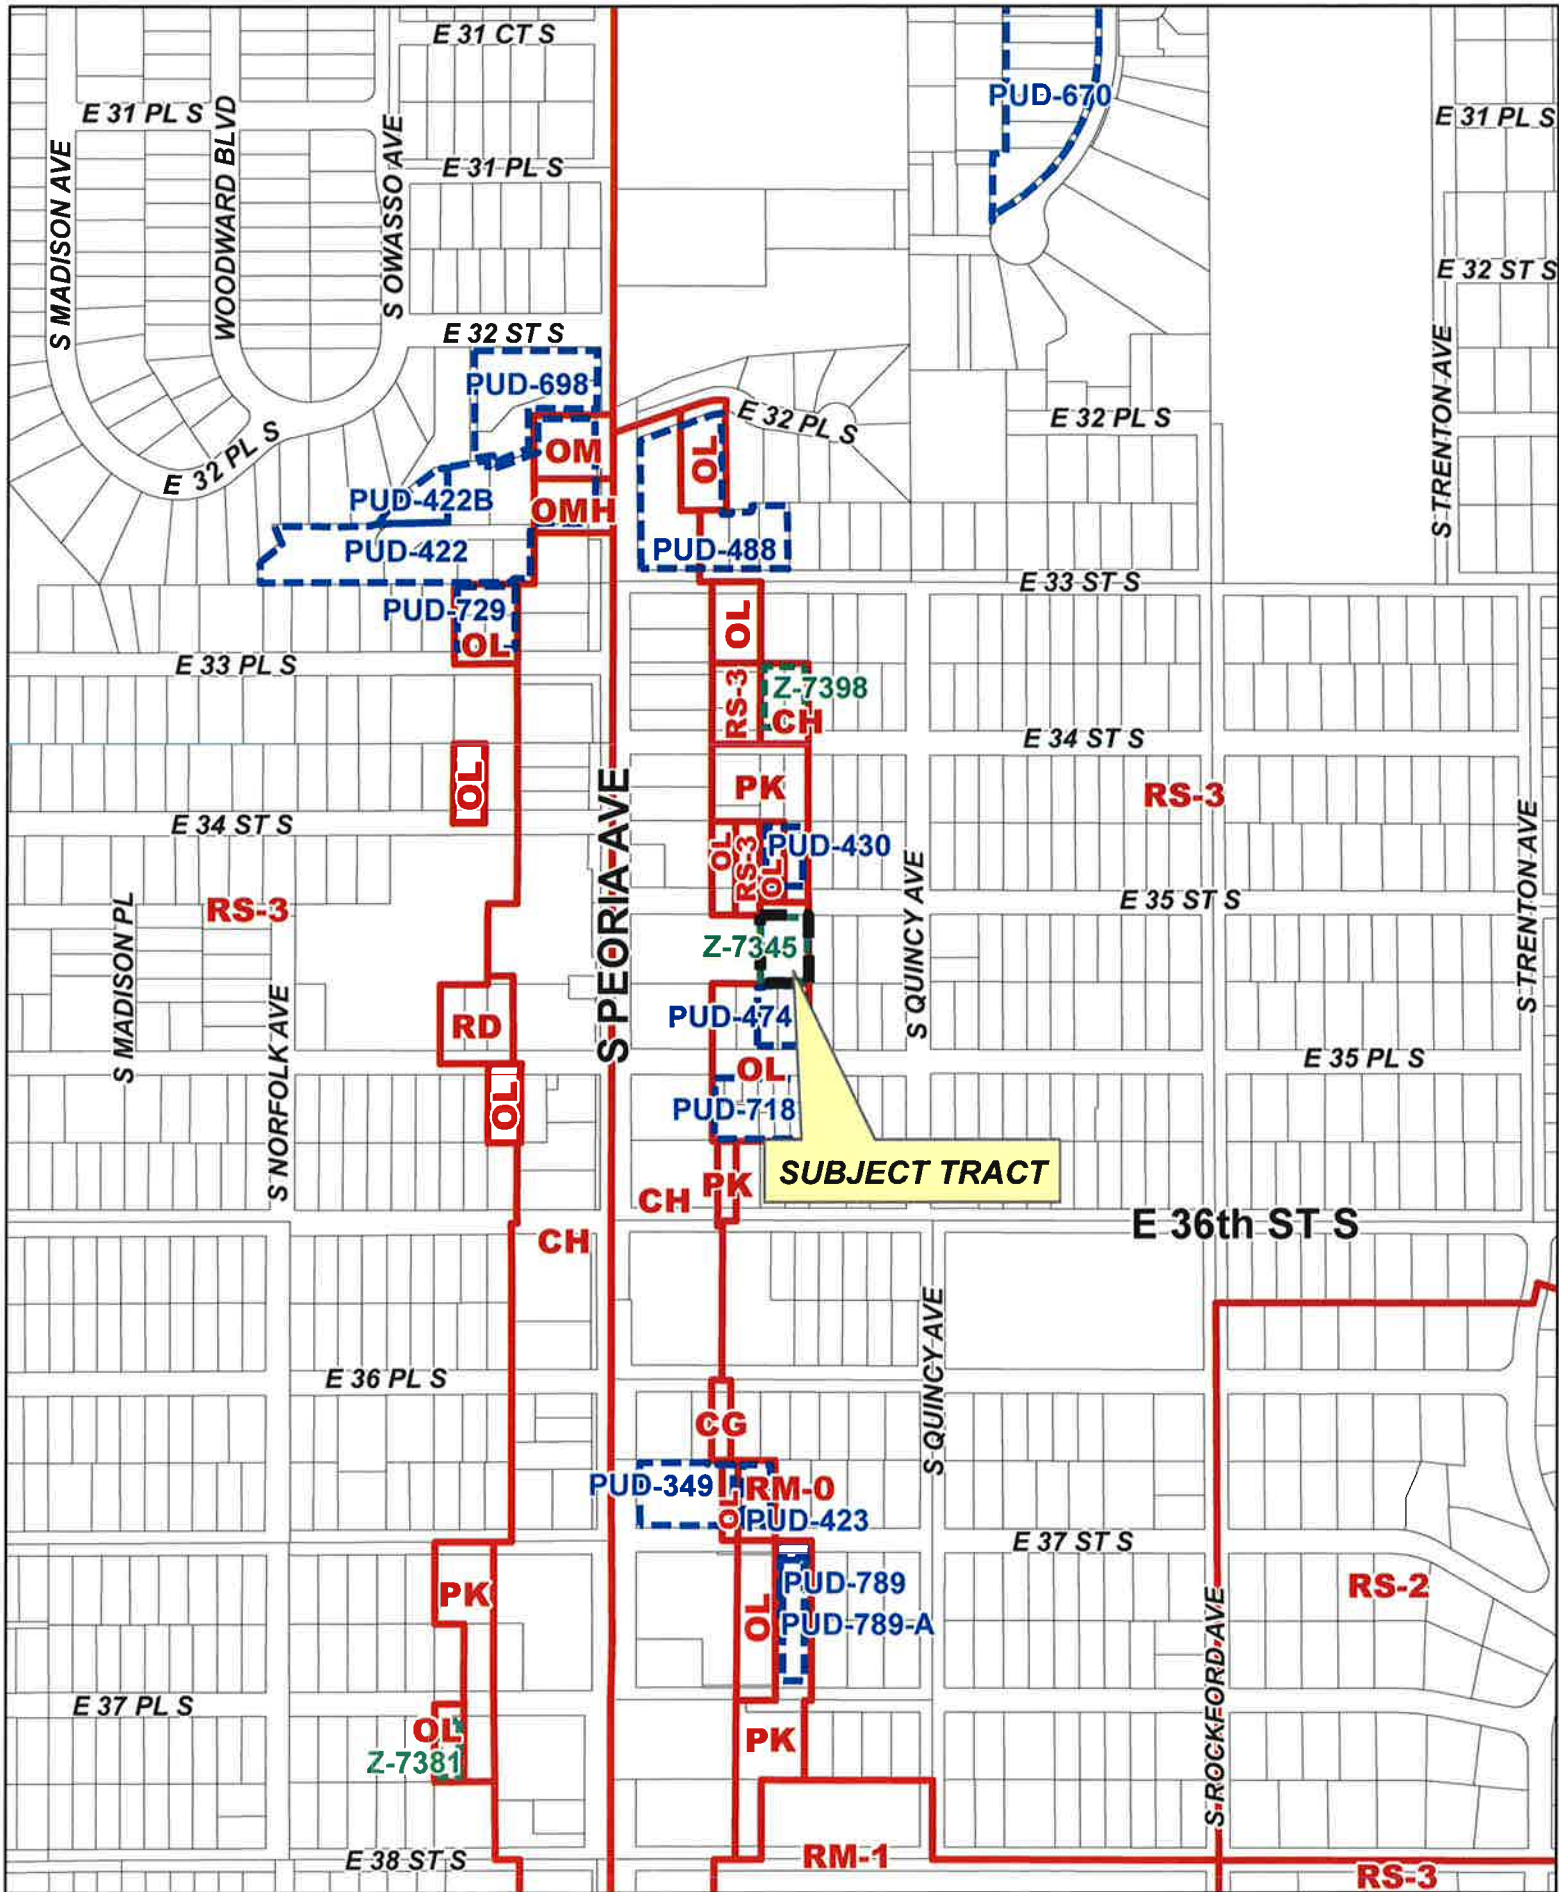 E 31 CT S
PUD-670
E 31 PL S
E 31 PL S
E 31 PL S
S MADISON AVE
WOODWARD BLVD
S OWASSO AVE
E 32 ST S
E 32 ST S
PUD-698
E 32 PL S
E 32 PL S
E 32 PL S
S TRENTON AVE
OM
OL
PUD-422B
OMH
PUD-422
PUD-488
E 33 ST S
PUD-729
OL
OL
E 33 PL S
RS-3
Z-7398
CH
E 34 ST S
OL
PK
RS-3
E 34 ST S
OL
RS-3
OL
PUD-430
S PEORIA AVE
S QUINCY AVE
S TRENTON AVE
E 35 ST S
RS-3
S MADISON PL
Z-7345
S NORFOLK AVE
RD
PUD-474
E 35 PL S
OL
OL
PUD-718
SUBJECT TRACT
PK
CH
E 36th ST S
CH
S QUINCY AVE
E 36 PL S
CG
PUD-349
OL
RM-0
PUD-423
E 37 ST S
PK
PUD-789
PUD-789-A
OL
RS-2
S ROCKFORD AVE
E 37 PL S
OL
Z-7381
PK
RM-1
E 38 ST S
RS-3